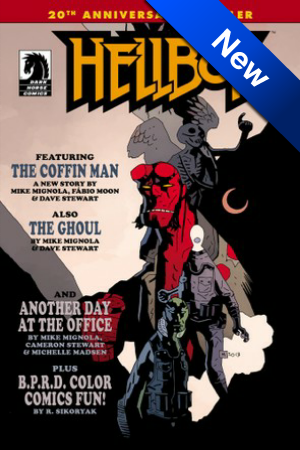 20TH ANNIVERSA
New
DARK
HORSE
COMICS
HELLBO
FEATURING
THE COFFIN MAN
A NEW STORY BY
MIKE MIGNOLA, FÁBIO MOON
& DAVE STEWART
ALSO
THE GHOUL
BY MIKE MIGNOLA
& DAVE STEWART
AND
ANOTHER DAY
AT THE OFFICE
BY MIKE MIGNOLA,
CAMERON STEWART
& MICHELLE MADSEN
PLUS
B.P.R.D. COLOR
COMICS FUN!
BY R. SIKORYAK